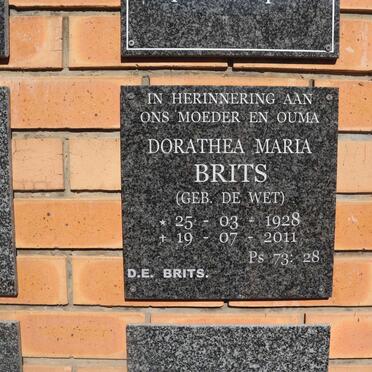 IN HERINNERING AAN
ONS MOEDER EN OUMA
DORATHEA MARIA
BRITS
(GEB. DE WET)
* 25 - 03 - 1928
+ 19 - 07 - 2011
Ps 73: 28
D.E. BRITS.